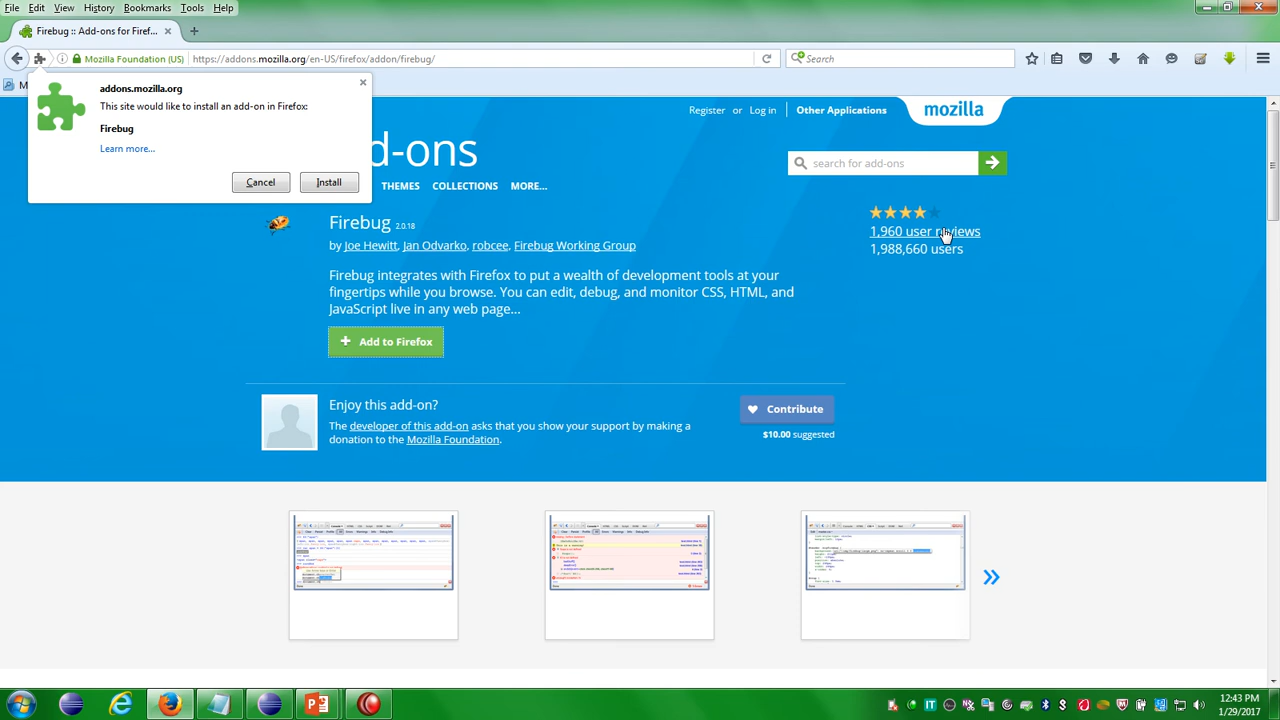 File Edit View History Bookmarks Tools Help
Firebug :: Add-ons for Firef...
Mozilla Foundation (US) https://addons.mozilla.org/en-US/firefox/addon/firebug/
Search
M
addons.mozilla.org
This site would like to install an add-on in Firefox:
Firebug
Learn more...
Cancel Install
Register or Log in Other Applications mozilla
d-ons
search for add-ons
THEMES COLLECTIONS MORE...
Firebug 2.0.18
by Joe Hewitt, Jan Odvarko, robcee, Firebug Working Group
Firebug integrates with Firefox to put a wealth of development tools at your
fingertips while you browse. You can edit, debug, and monitor CSS, HTML, and
JavaScript live in any web page...
+ Add to Firefox
1,960 user reviews
1,988,660 users
Enjoy this add-on?
The developer of this add-on asks that you show your support by making a
donation to the Mozilla Foundation.
Contribute
$10.00 suggested
12:43 PM
1/29/2017